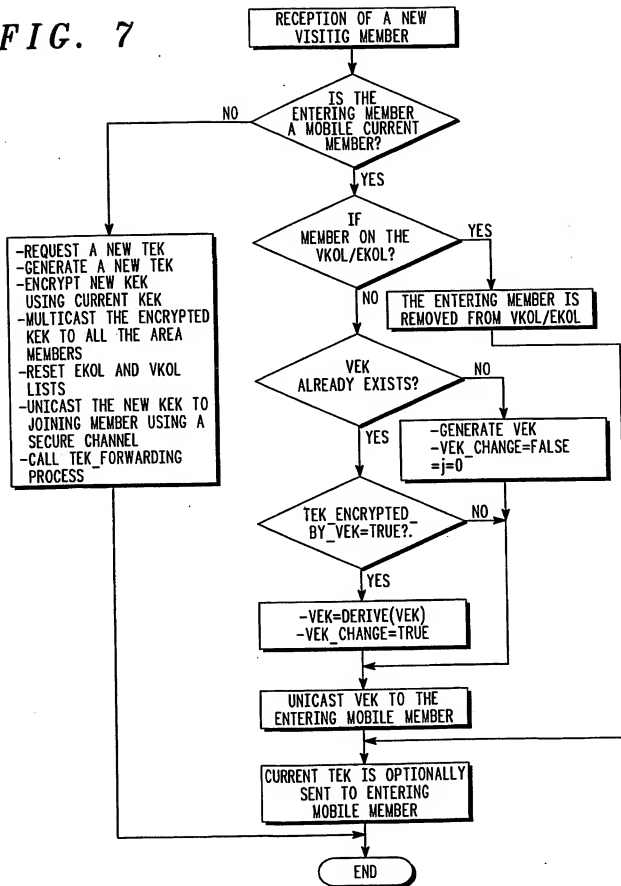 FIG. 7
RECEPTION OF A NEW
VISITIG MEMBER
IS THE
ENTERING MEMBER
A MOBILE CURRENT
MEMBER?
NO
YES
IF
MEMBER ON THE
VKOL/EKOL?
YES
NO
-REQUEST A NEW TEK
-GENERATE A NEW TEK
-ENCRYPT NEW KEK
USING CURRENT KEK
-MULTICAST THE ENCRYPTED
KEK TO ALL THE AREA
MEMBERS
-RESET EKOL AND VKOL
LISTS
-UNICAST THE NEW KEK TO
JOINING MEMBER USING A
SECURE CHANNEL
-CALL TEK_FORWARDING
PROCESS
THE ENTERING MEMBER IS
REMOVED FROM VKOL/EKOL
VEK
ALREADY EXISTS?
NO
YES
-GENERATE VEK
-VEK_CHANGE=FALSE
=j=0
TEK_ENCRYPTED_
BY_VEK=TRUE?.
NO
YES
-VEK=DERIVE(VEK)
-VEK_CHANGE=TRUE
UNICAST VEK TO THE
ENTERING MOBILE MEMBER
CURRENT TEK IS OPTIONALLY
SENT TO ENTERING
MOBILE MEMBER
END